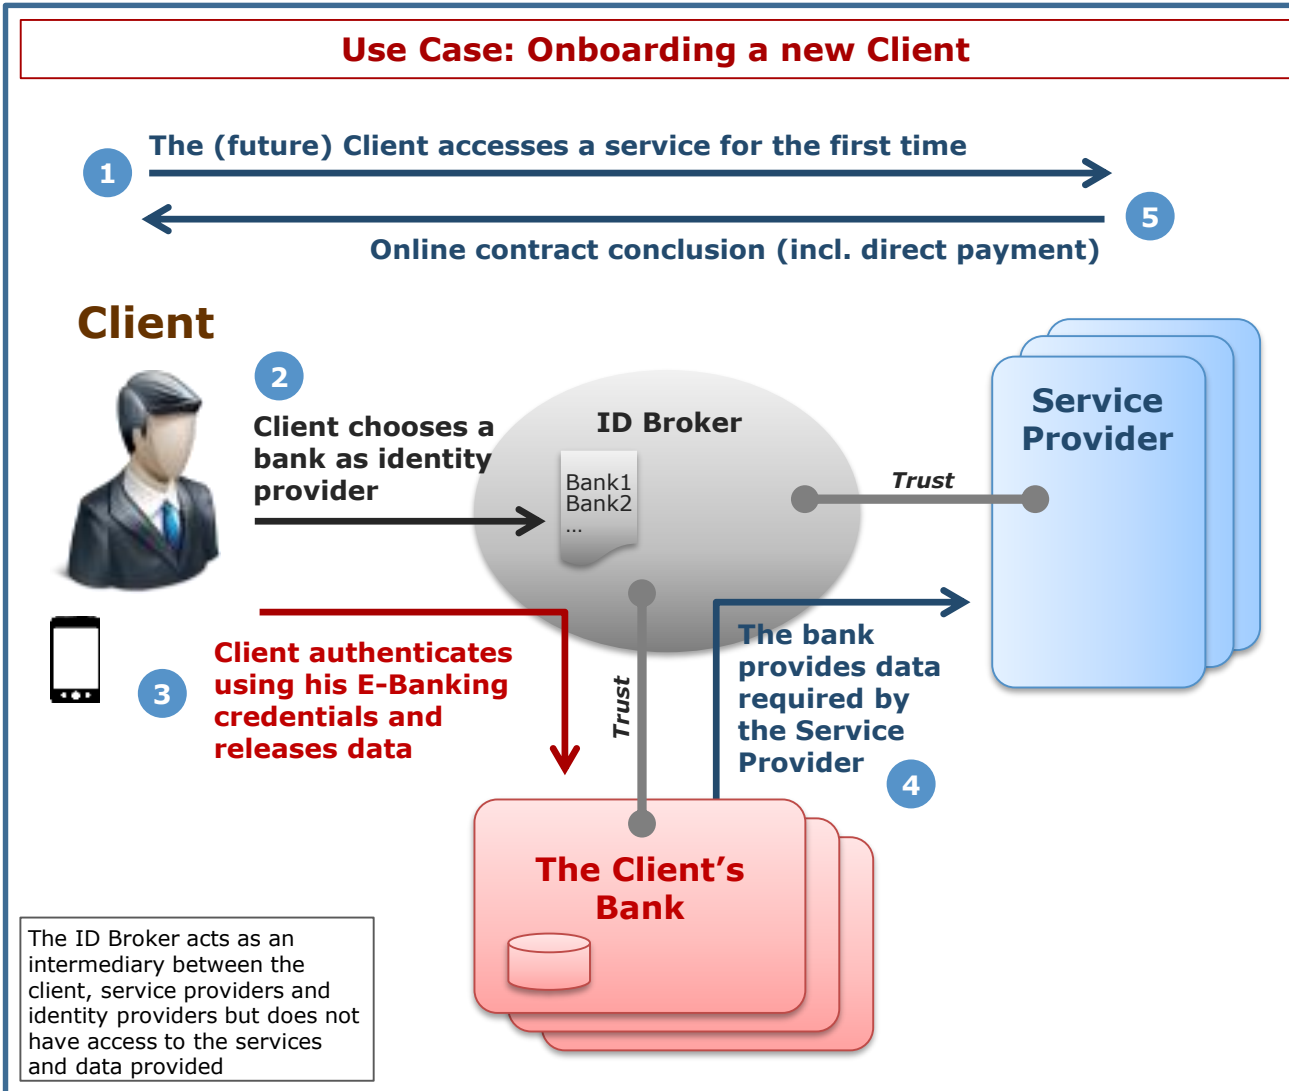 Use Case: Onboarding a new Client
1
The (future) Client accesses a service for the first time
5
Online contract conclusion (incl. direct payment)
Client
2
Client chooses a
bank as identity
provider
ID Broker
Bank1
Bank2
...
Trust
Service
Provider
3
Client authenticates
using his E-Banking
credentials and
releases data
Trust
The bank
provides data
required by
the Service
Provider
4
The Client’s
Bank
The ID Broker acts as an
intermediary between the
client, service providers and
identity providers but does not
have access to the services
and data provided